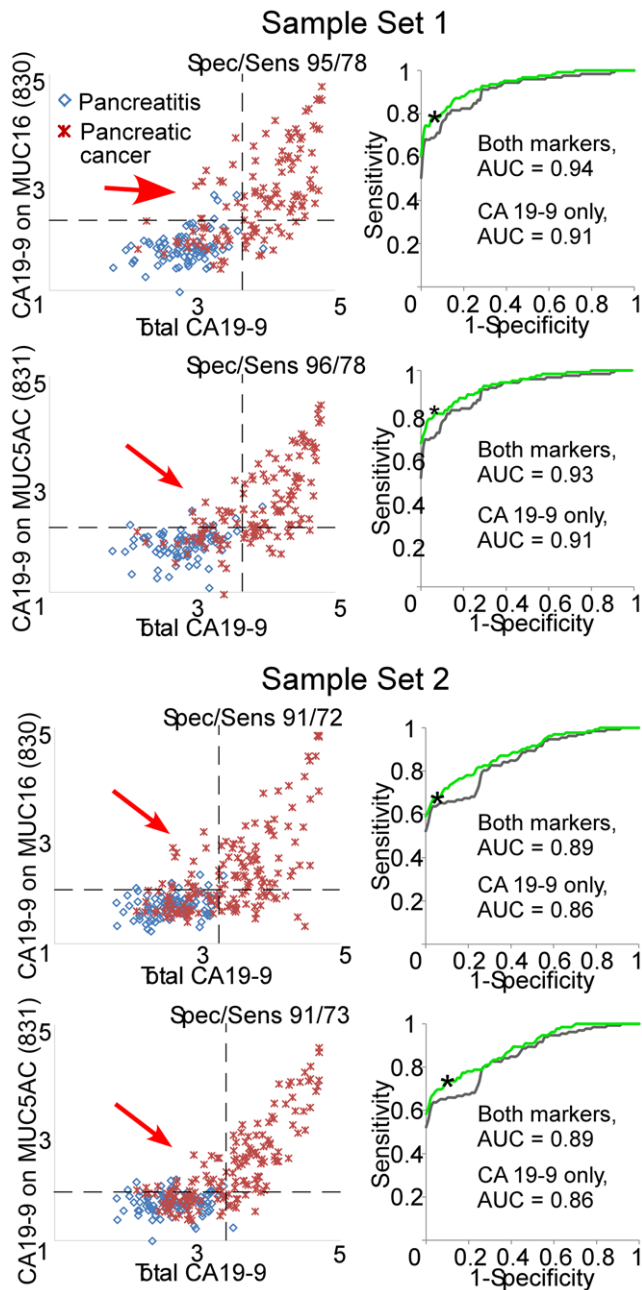 Sample Set 1
Spec/Sens 95/78
5
Pancreatitis
Pancreatic
cancer
3
1
3
5
CA19-9 on MUC16 (830)
Total CA19-9
1
0.8
0.6
0.4
0.2
Sensitivity
*
Both markers,
AUC = 0.94
CA 19-9 only,
AUC = 0.91
0 0.2 0.4 0.6 0.8 1
1-Specificity
Spec/Sens 96/78
5
3
1
3
5
CA19-9 on MUC5AC (831)
Total CA19-9
1
0.8
0.6
0.4
0.2
Sensitivity
*
Both markers,
AUC = 0.93
CA 19-9 only,
AUC = 0.91
0 0.2 0.4 0.6 0.8 1
1-Specificity
Sample Set 2
Spec/Sens 91/72
5
3
1
3
5
CA19-9 on MUC16 (830)
Total CA19-9
1
0.8
0.6
0.4
0.2
Sensitivity
*
Both markers,
AUC = 0.89
CA 19-9 only,
AUC = 0.86
0 0.2 0.4 0.6 0.8 1
1-Specificity
Spec/Sens 91/73
5
3
1
3
5
CA19-9 on MUC5AC (831)
Total CA19-9
1
0.8
0.6
0.4
0.2
Sensitivity
*
Both markers,
AUC = 0.89
CA 19-9 only,
AUC = 0.86
0 0.2 0.4 0.6 0.8 1
1-Specificity